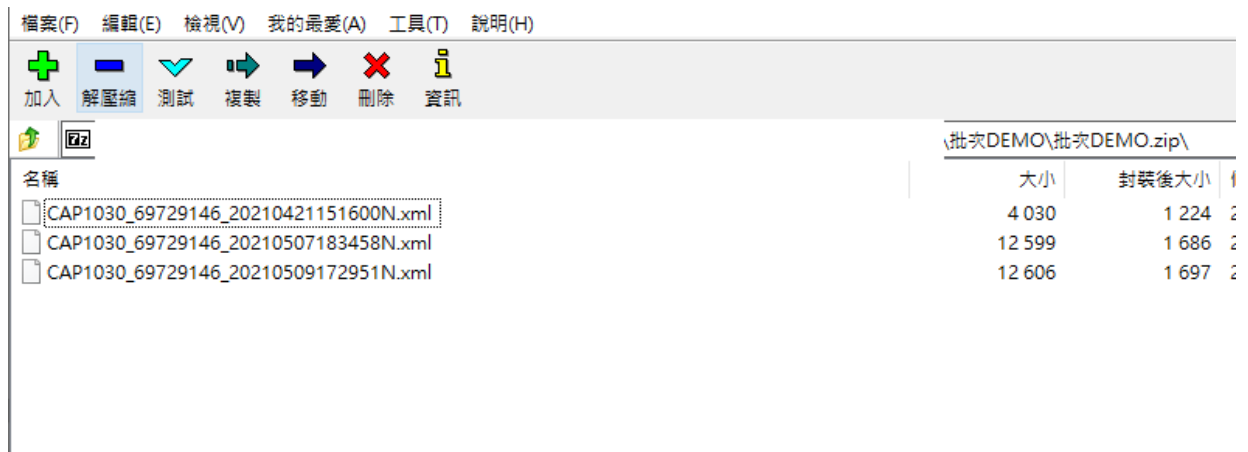 檔案(F) 編輯(E) 檢視(V) 我的最愛(A) 工具(T) 說明(H)
加入 解壓縮 測試 複製 移動 刪除 資訊
7z \批次DEMO\批次DEMO.zip\
名稱 大小 封裝後大小
CAP1030_69729146_20210421151600N.xml 4 030 1 224
CAP1030_69729146_20210507183458N.xml 12 599 1 686
CAP1030_69729146_20210509172951N.xml 12 606 1 697